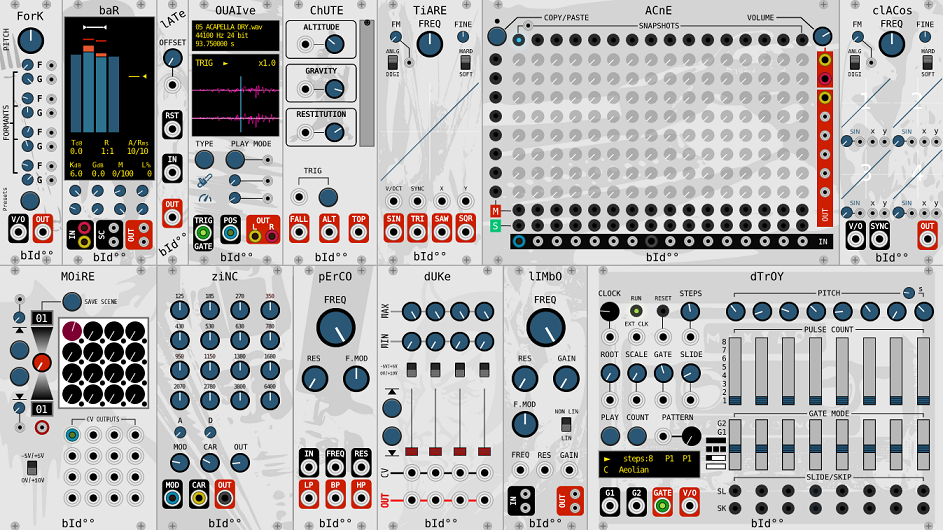 ForK
PITCH
F
G
F
G
F
G
F
G
FORMANTS
Presets
V/O OUT
bId°°
baR
TdB R A/Rms
0.0 1:1 10/10
KdB GdB M L%
6.0 0.0 0/100 0
IN SC OUT
bId°°
lATe
OFFSET
RST
IN
OUT
bId°°
OUAIve
05 ACAPELLA DRY.wav
44100 Hz 24 bit
93.750000 s
TRIG ► x1.0
TYPE PLAY MODE
TRIG POS OUT
L R
GATE
bId°°
ChUTE
ALTITUDE
GRAVITY
RESTITUTION
TRIG
FALL ALT TOP
bId°°
TiARE
FM FREQ FINE
ANLG HARD
DIGI SOFT
V/OCT SYNC X Y
SIN TRI SAW SQR
bId°°
ACnE
COPY/PASTE
SNAPSHOTS
VOLUME
OUT
M
S
IN
bId°°
clACos
FM FREQ FINE
ANLG HARD
DIGI SOFT
SIN x y SIN x y
SIN x y SIN x y
V/O SYNC OUT
bId°°
MOiRE
SAVE SCENE
01
01
CV OUTPUTS
-5V/+5V
0V/+10V
bId°°
ziNC
125 185 270 350
430 530 630 780
950 1150 1380 1680
2070 2780 3800 6400
A D
MOD CAR OUT
MOD CAR OUT
bId°°
pErCO
FREQ
RES F.MOD
IN FREQ RES
LP BP HP
bId°°
dUKe
MAX
MIN
-5V/+5V
0V/+10V
CV
OUT
bId°°
lIMbO
FREQ
RES GAIN
F.MOD
NON LIN
LIN
FREQ RES GAIN
IN OUT
bId°°
dTrOY
CLOCK RUN RESET STEPS
EXT CLK
ROOT SCALE GATE SLIDE
PLAY COUNT PATTERN
► steps:8 P1 P1
C Aeolian
G1 G2 GATE V/O
PITCH S
PULSE COUNT
8
7
6
5
4
3
2
1
GATE MODE
G2
G1
SLIDE/SKIP
SL
SK
bId°°